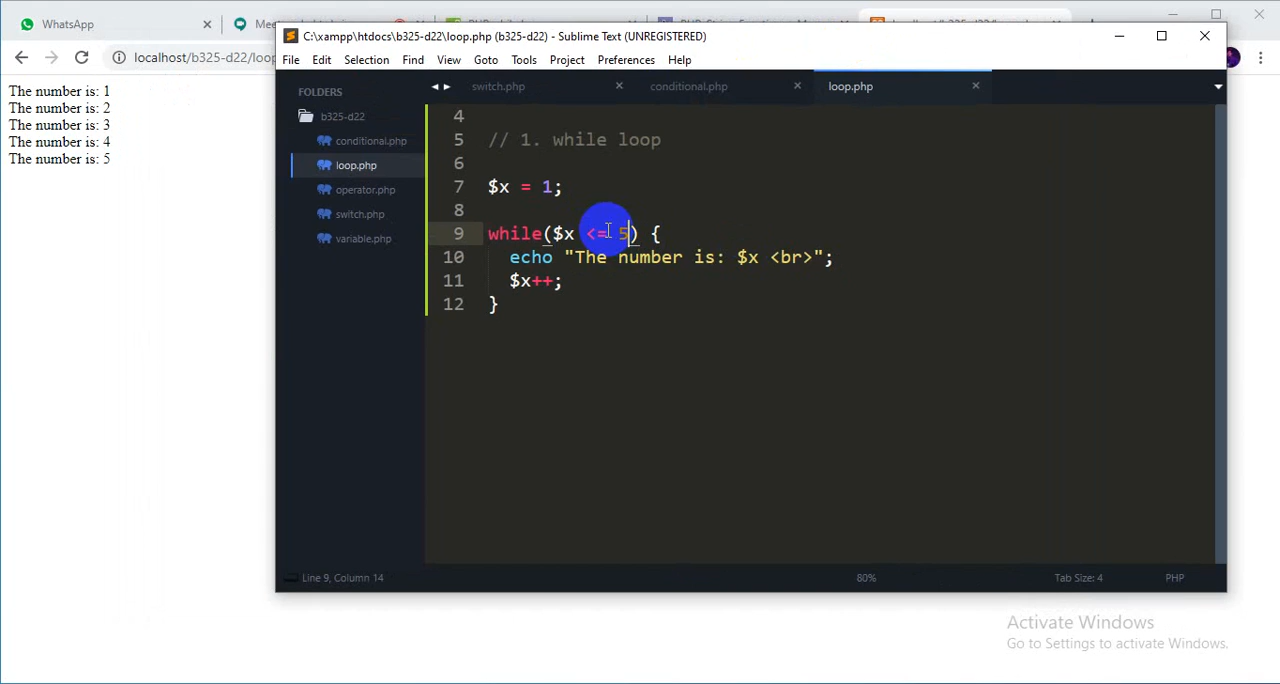 WhatsApp
Mee
C:\xampp\htdocs\b325-d22\loop.php (b325-d22) - Sublime Text (UNREGISTERED)
localhost/b325-d22/loop
File Edit Selection Find View Goto Tools Project Preferences Help
The number is: 1
The number is: 2
The number is: 3
The number is: 4
The number is: 5
FOLDERS
b325-d22
conditional.php
loop.php
operator.php
switch.php
variable.php
switch.php conditional.php loop.php
4
5 // 1. while loop
6
7 $x = 1;
8
9 while($x <= 5) {
10 echo "The number is: $x <br>";
11 $x++;
12 }
Line 9, Column 14 80% Tab Size: 4 PHP
Activate Windows
Go to Settings to activate Windows.